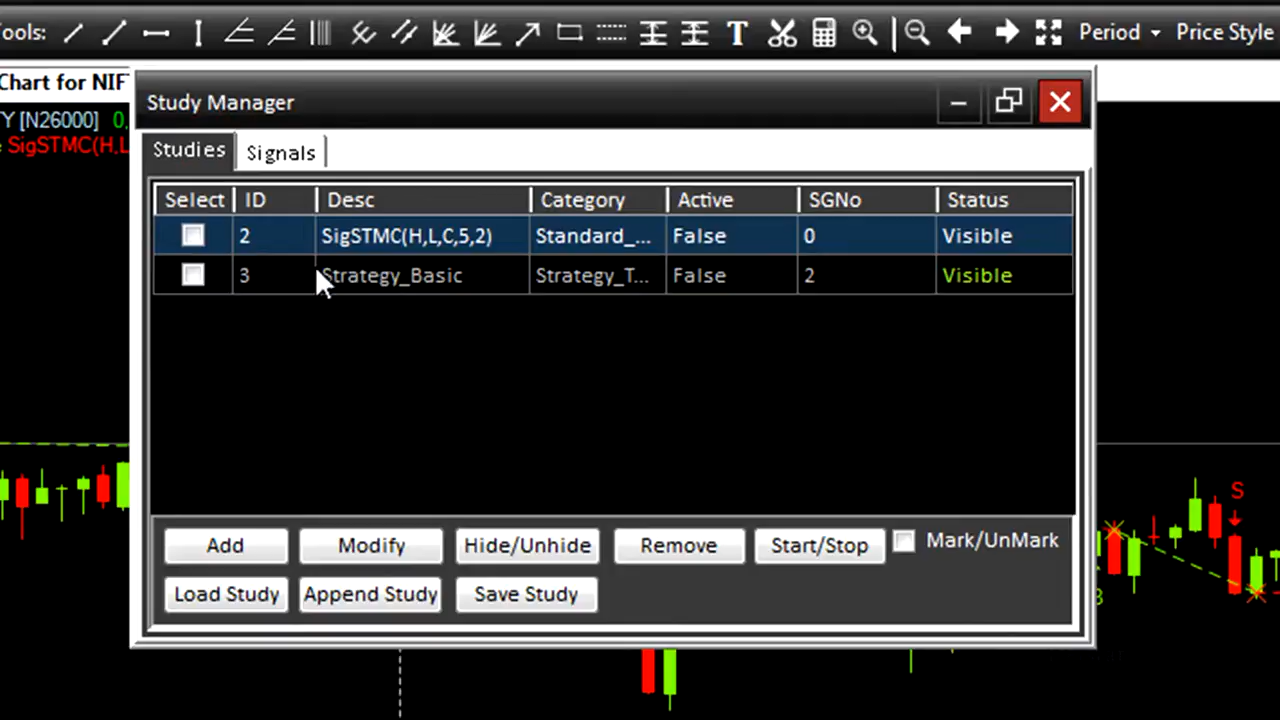 ools: T Period Price Style
Chart for NIF
Y [N26000] 0,
SigSTMC(H,L
Study Manager
Studies Signals
Select ID Desc Category Active SGNo Status
2 SigSTMC(H,L,C,5,2) Standard_... False 0 Visible
3 Strategy_Basic Strategy_T... False 2 Visible
Add Modify Hide/Unhide Remove Start/Stop Mark/UnMark
Load Study Append Study Save Study
S